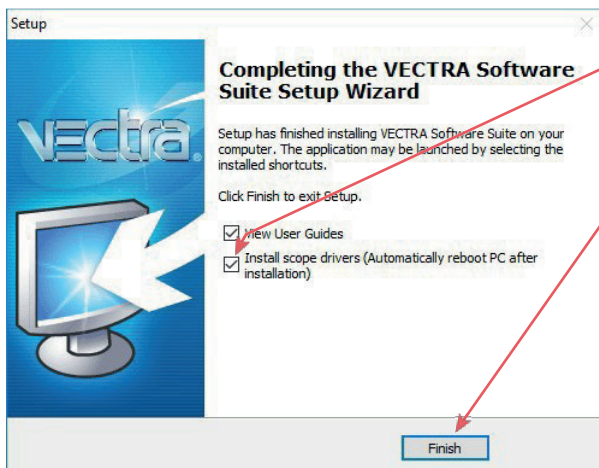 Setup
vectra.
Completing the VECTRA Software
Suite Setup Wizard
Setup has finished installing VECTRA Software Suite on your
computer. The application may be launched by selecting the
installed shortcuts.
Click Finish to exit Setup.
View User Guides
Install scope drivers (Automatically reboot PC after
installation)
Finish